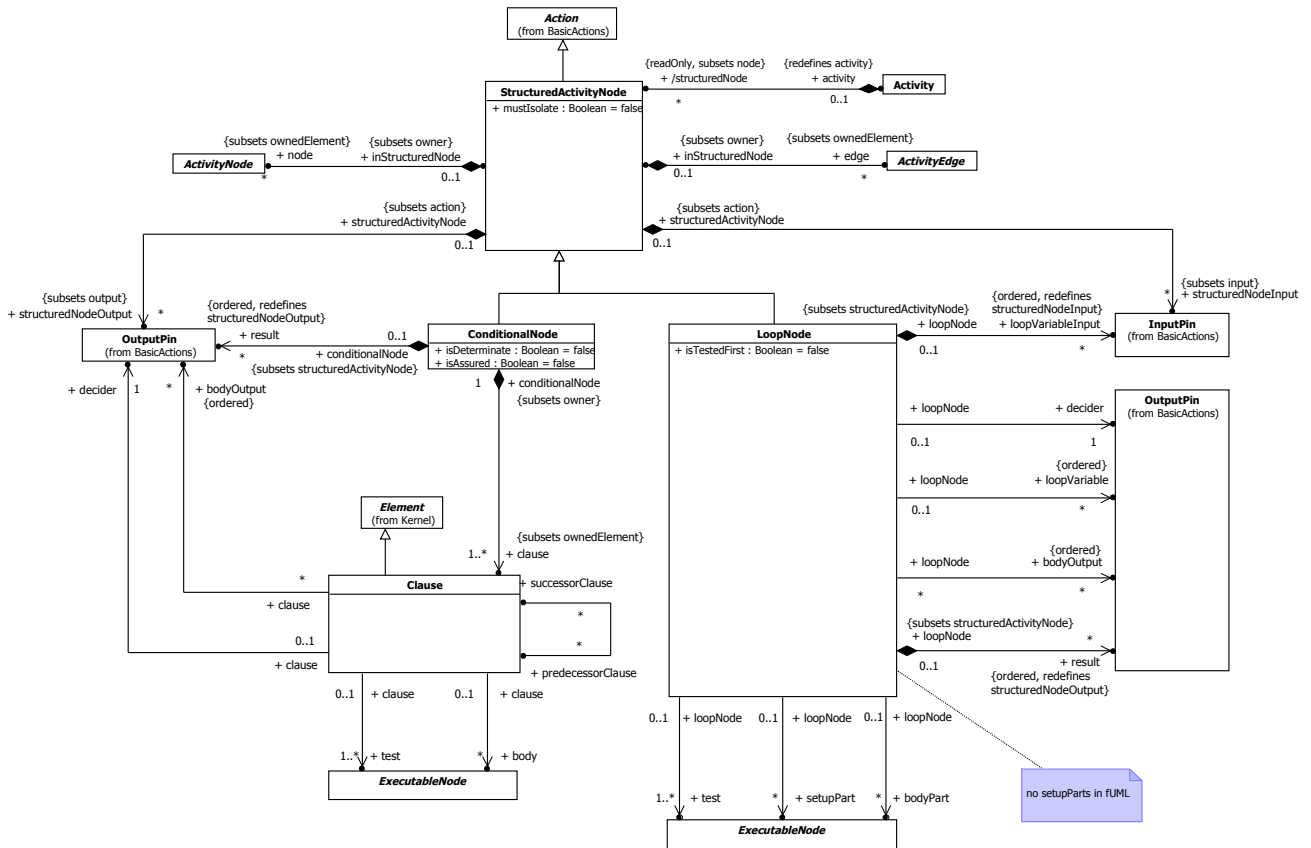 Action
(from BasicActions)
StructuredActivityNode
+ mustIsolate : Boolean = false
{readOnly, subsets node}
+ /structuredNode
*
{redefines activity}
+ activity
0..1
Activity
{subsets ownedElement}
+ node
*
{subsets owner}
+ inStructuredNode
0..1
ActivityNode
{subsets owner}
+ inStructuredNode
0..1
{subsets ownedElement}
+ edge
*
ActivityEdge
{subsets action}
+ structuredActivityNode
0..1
{subsets action}
+ structuredActivityNode
0..1
{subsets output}
+ structuredNodeOutput
*
{subsets input}
+ structuredNodeInput
*
OutputPin
(from BasicActions)
{ordered, redefines
structuredNodeOutput}
+ result
*
0..1
+ conditionalNode
{subsets structuredActivityNode}
ConditionalNode
+ isDeterminate : Boolean = false
+ isAssured : Boolean = false
LoopNode
+ isTestedFirst : Boolean = false
{subsets structuredActivityNode}
+ loopNode
0..1
{ordered, redefines
structuredNodeInput}
+ loopVariableInput
*
InputPin
(from BasicActions)
+ decider
1
*
+ bodyOutput
{ordered}
1
+ conditionalNode
{subsets owner}
OutputPin
(from BasicActions)
+ loopNode
0..1
+ decider
1
+ loopNode
0..1
{ordered}
+ loopVariable
*
+ loopNode
*
{ordered}
+ bodyOutput
*
{subsets structuredActivityNode}
+ loopNode
0..1
*
+ result
{ordered, redefines
structuredNodeOutput}
Element
(from Kernel)
{subsets ownedElement}
1..*
+ clause
Clause
+ successorClause
*
*
+ predecessorClause
*
+ clause
0..1
+ clause
0..1
+ clause
0..1
+ clause
1..*
+ test
*
+ body
ExecutableNode
0..1
+ loopNode
0..1
+ loopNode
0..1
+ loopNode
1..*
+ test
*
+ setupPart
*
+ bodyPart
ExecutableNode
no setupParts in fUML